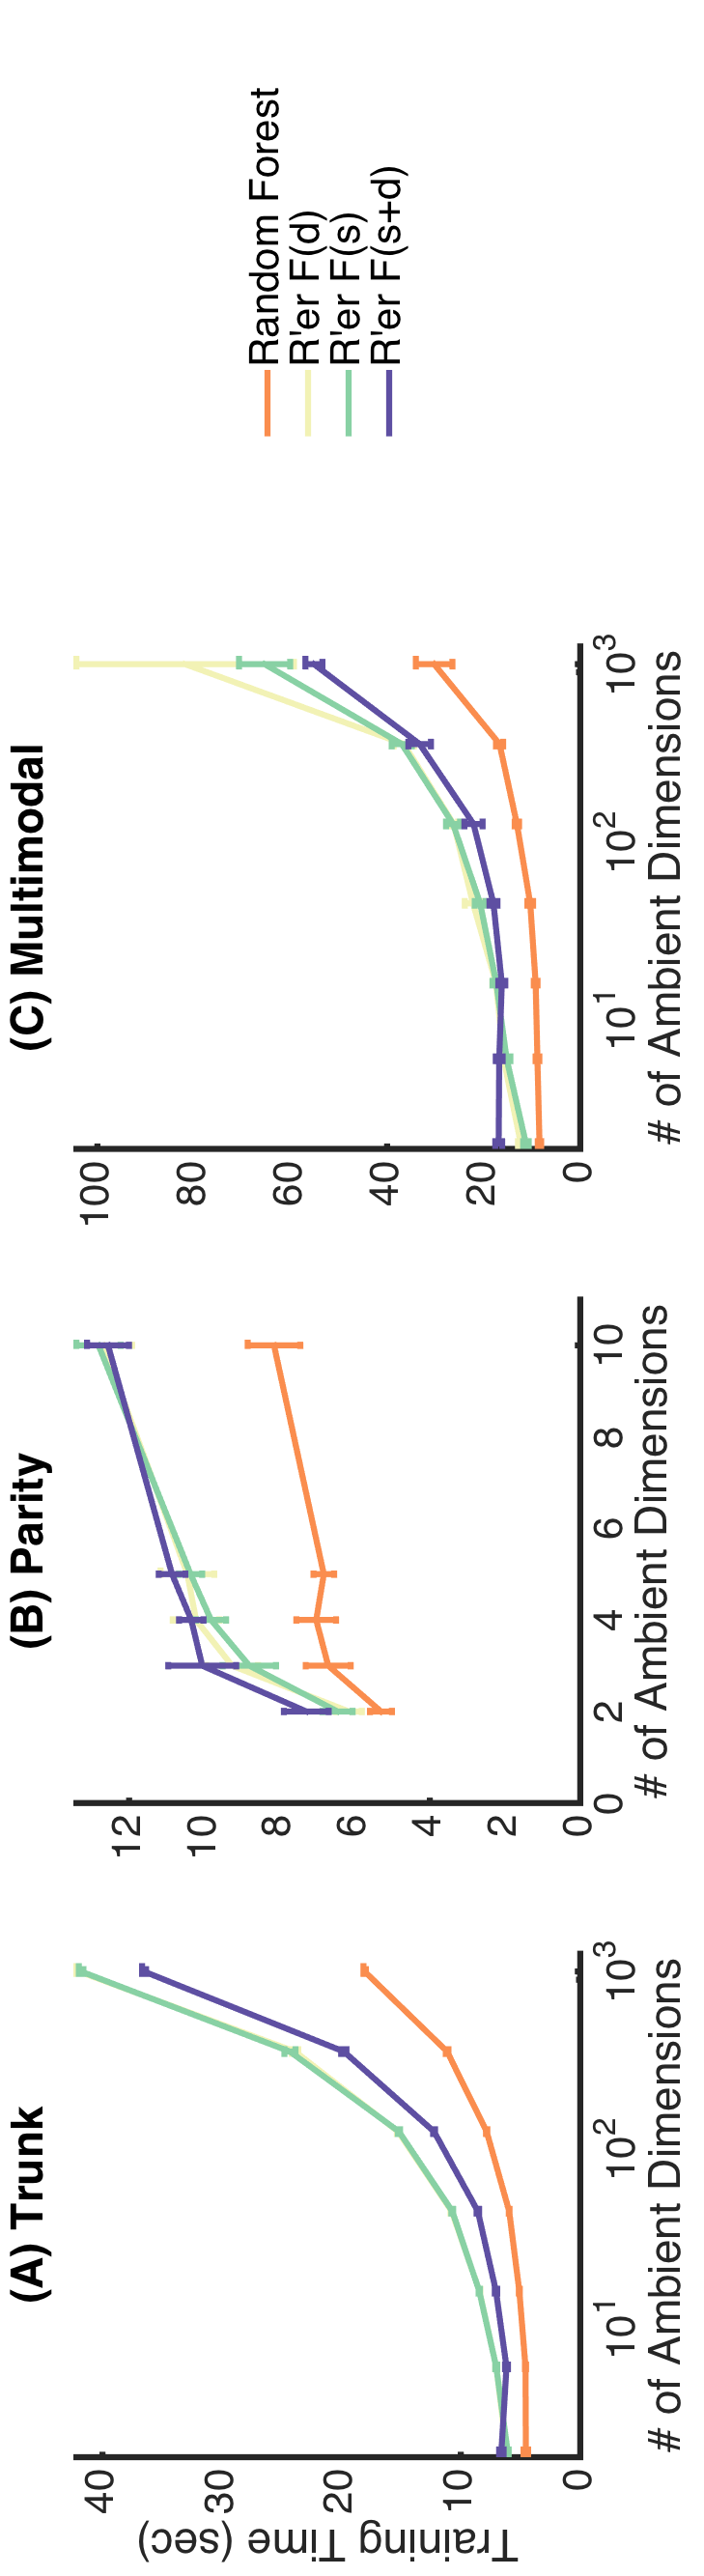 (A) Trunk
Training Time (sec)
40
30
20
10
0
10^1
10^2
10^3
# of Ambient Dimensions
(B) Parity
12
10
8
6
4
2
0
0
2
4
6
8
10
# of Ambient Dimensions
(C) Multimodal
100
80
60
40
20
0
10^1
10^2
10^3
# of Ambient Dimensions
Random Forest
R'er F(d)
R'er F(s)
R'er F(s+d)